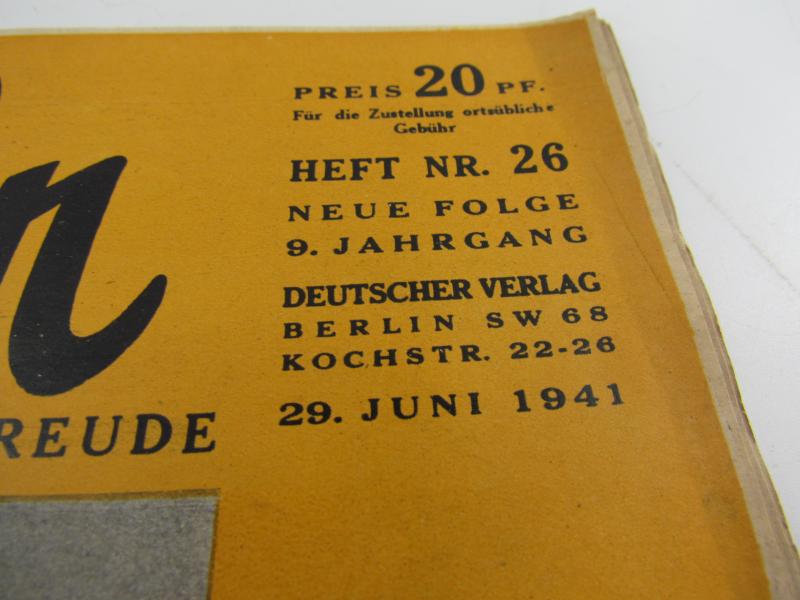 PREIS 20 PF.
Für die Zustellung ortsübliche
Gebühr
HEFT NR. 26
NEUE FOLGE
9. JAHRGANG
DEUTSCHER VERLAG
BERLIN SW 68
KOCHSTR. 22-26
29. JUNI 1941
n
REUDE